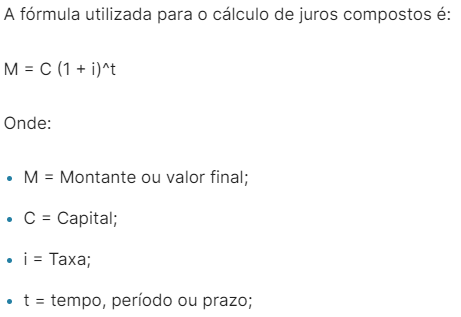 A fórmula utilizada para o cálculo de juros compostos é:
M = C (1 + i)^t
Onde:
• M = Montante ou valor final;
• C = Capital;
• i = Taxa;
• t = tempo, período ou prazo;